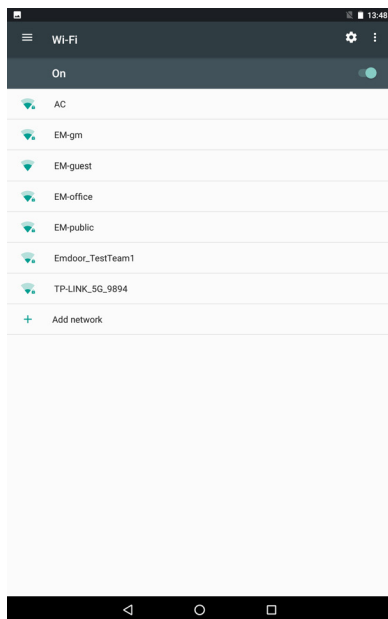 13:48
Wi-Fi
On
AC
EM-gm
EM-guest
EM-office
EM-public
Emdoor_TestTeam1
TP-LINK_5G_9894
Add network